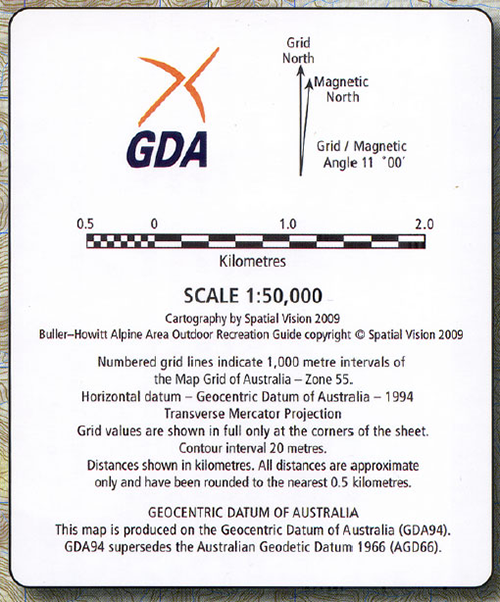 Grid
North
Magnetic
North
GDA
Grid / Magnetic
Angle 11 °00'
0.5 0 1.0 2.0
Kilometres
SCALE 1:50,000
Cartography by Spatial Vision 2009
Buller–Howitt Alpine Area Outdoor Recreation Guide copyright © Spatial Vision 2009
Numbered grid lines indicate 1,000 metre intervals of
the Map Grid of Australia – Zone 55.
Horizontal datum – Geocentric Datum of Australia – 1994
Transverse Mercator Projection
Grid values are shown in full only at the corners of the sheet.
Contour interval 20 metres.
Distances shown in kilometres. All distances are approximate
only and have been rounded to the nearest 0.5 kilometres.
GEOCENTRIC DATUM OF AUSTRALIA
This map is produced on the Geocentric Datum of Australia (GDA94).
GDA94 supersedes the Australian Geodetic Datum 1966 (AGD66).